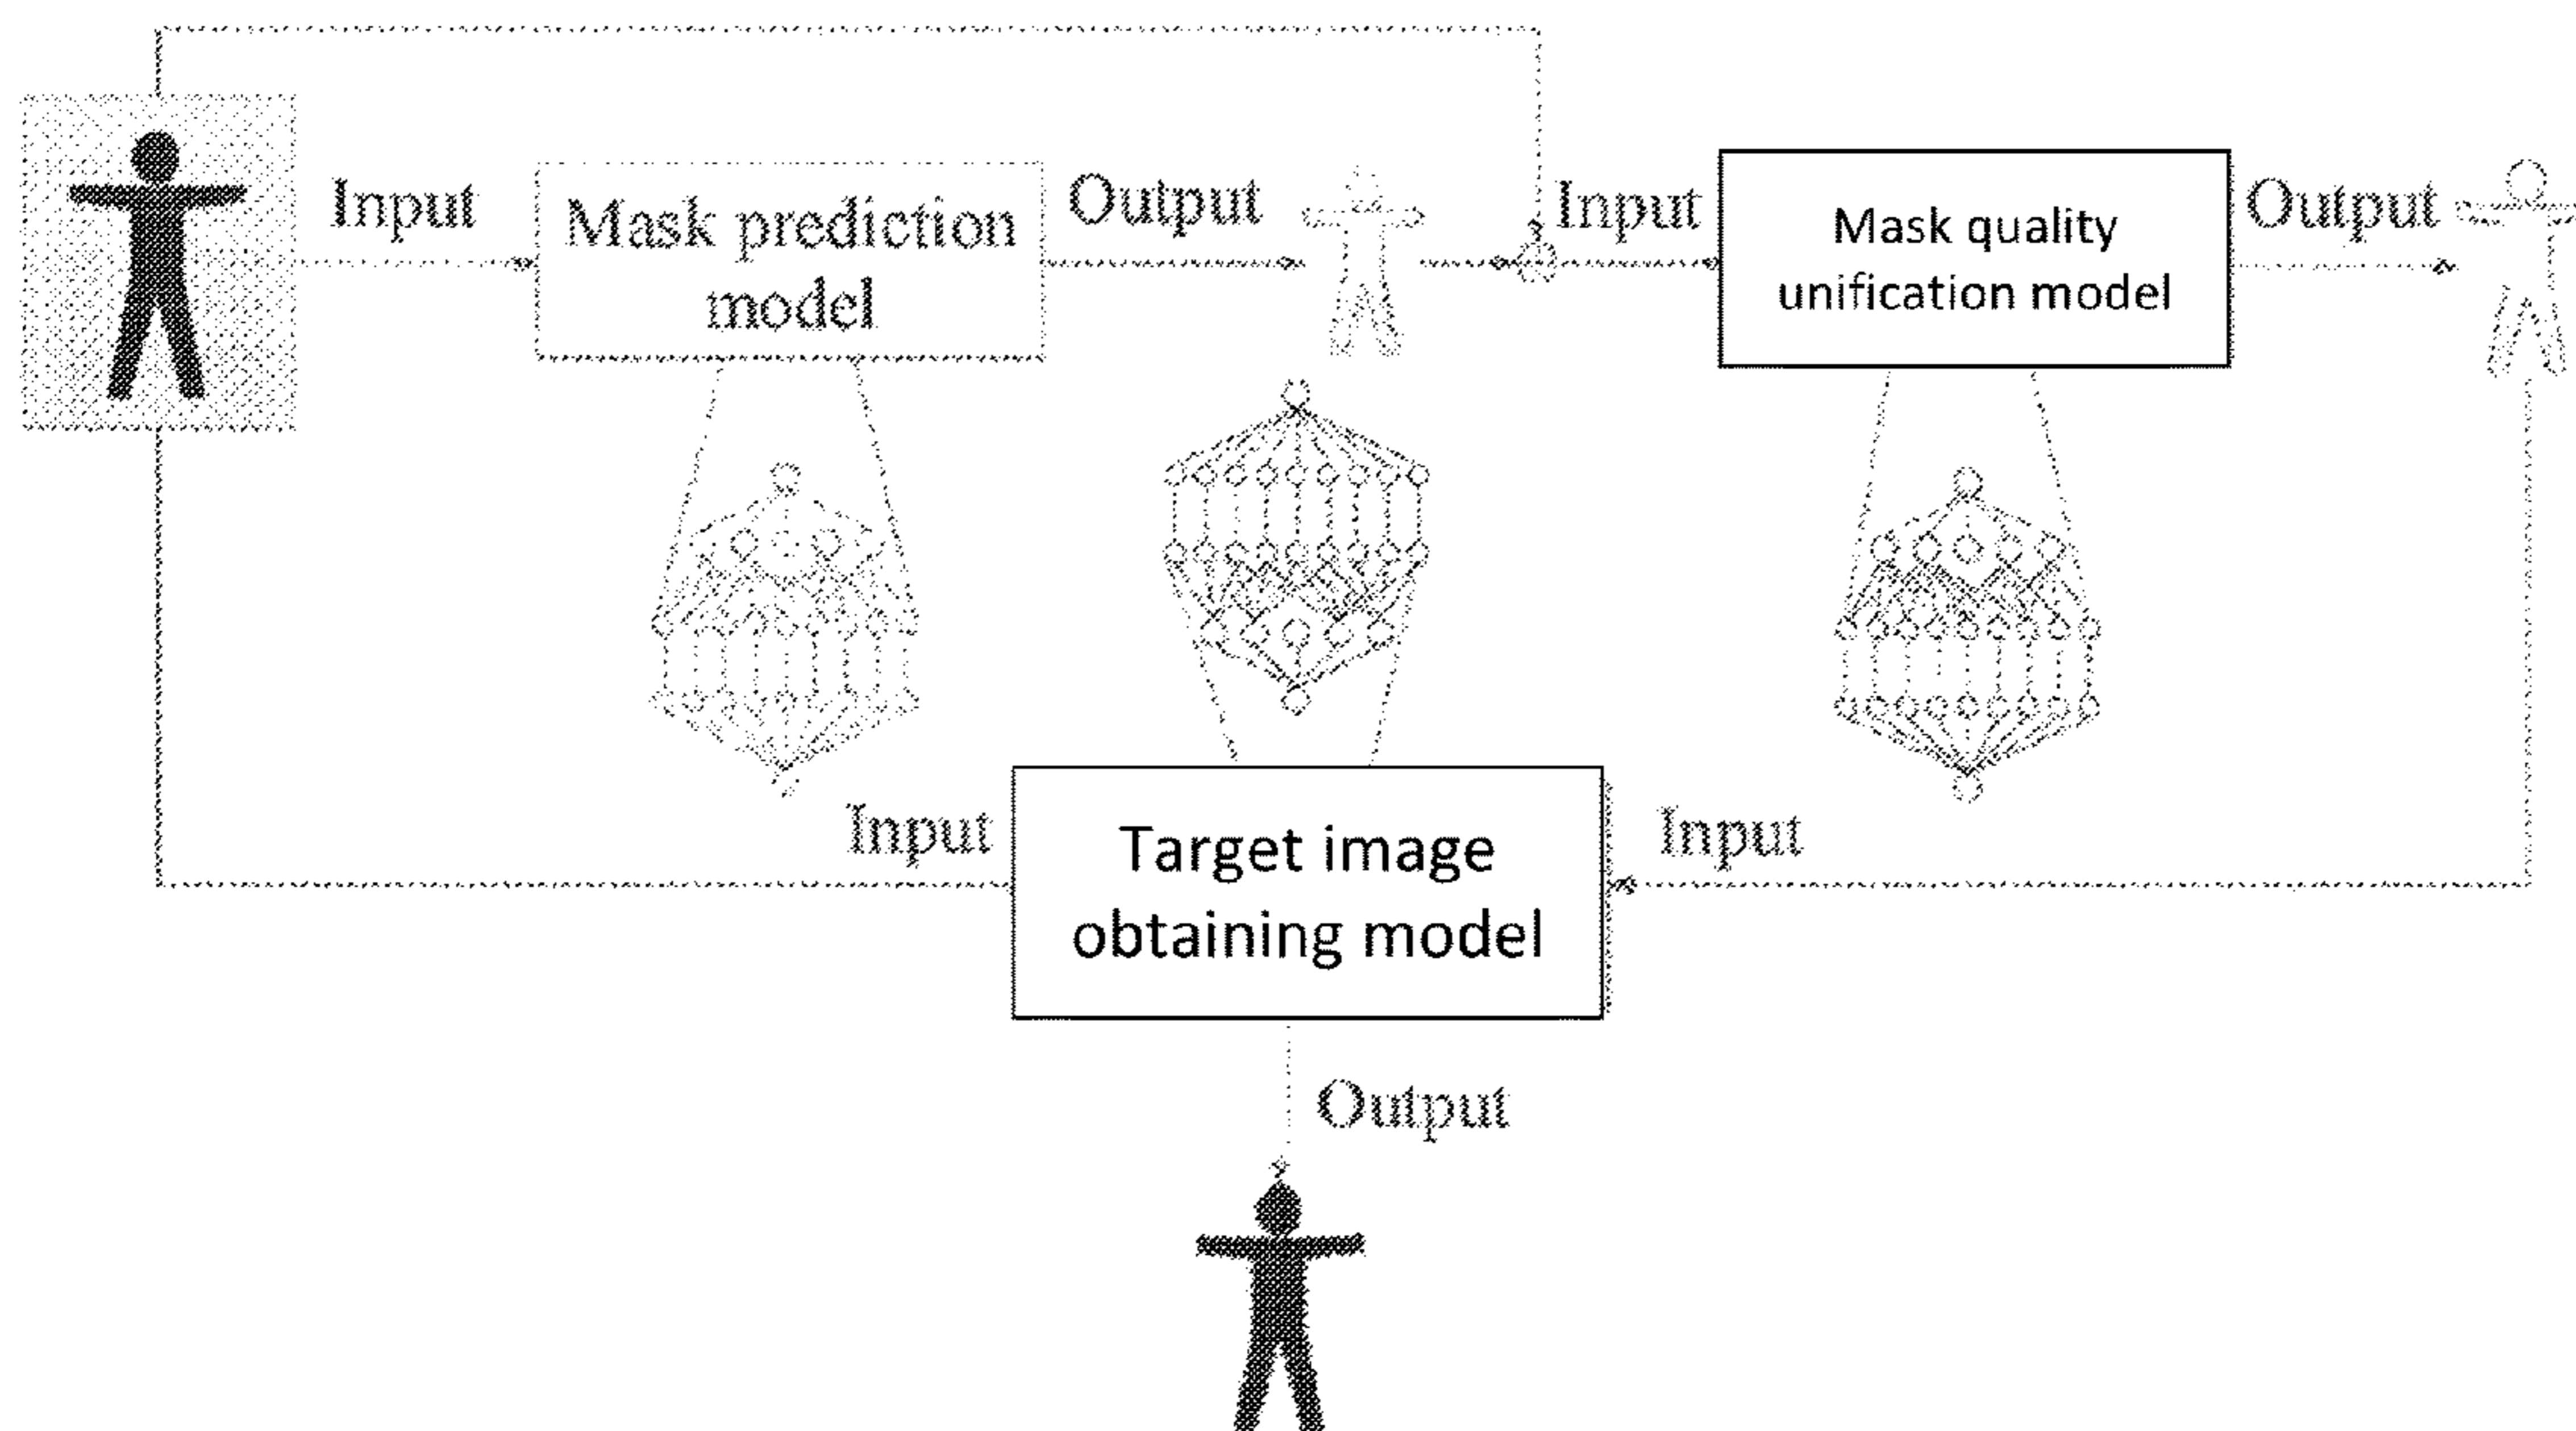 Input
Mask prediction
model
Output
Input
Mask quality
unification model
Output
Input
Target image
obtaining model
Input
Output